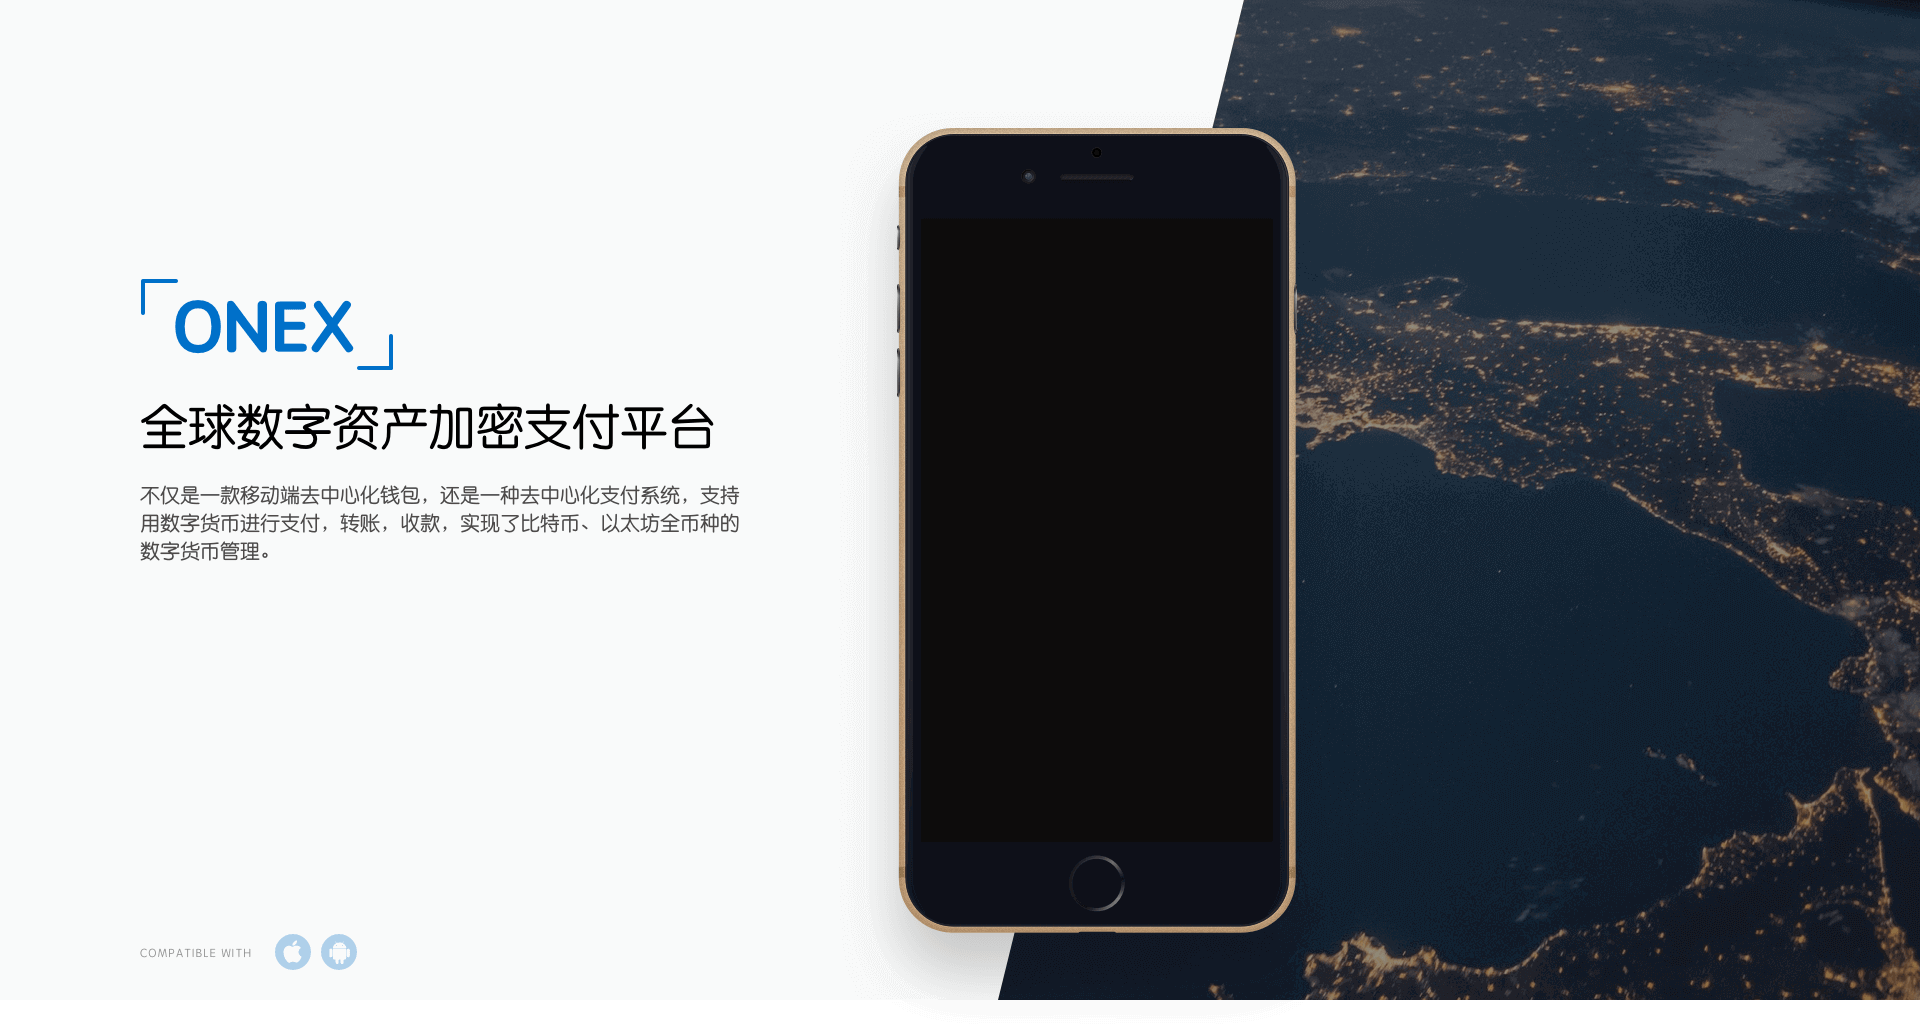 ONEX
全球数字资产加密支付平台
不仅是一款移动端去中心化钱包，还是一种去中心化支付系统，支持
用数字货币进行支付，转账，收款，实现了比特币、以太坊全币种的
数字货币管理。
COMPATIBLE WITH